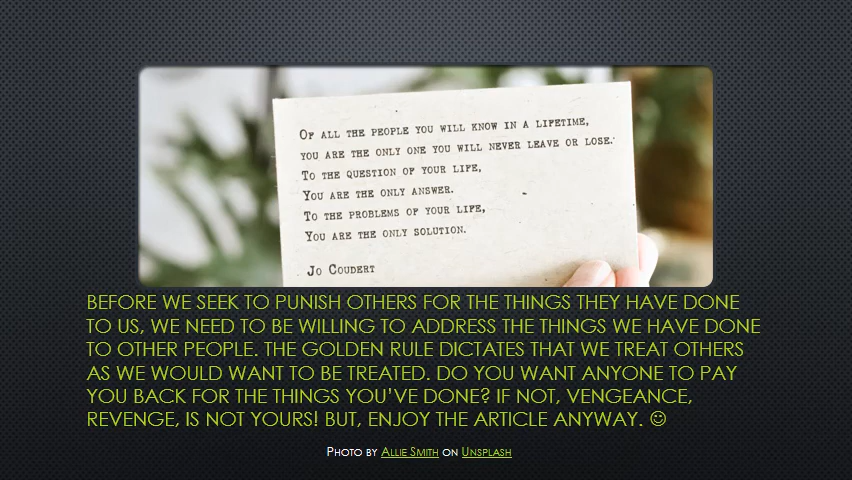 Of all the people you will know in a lifetime,
you are the only one you will never leave or lose.
To the question of your life,
You are the only answer.
To the problems of your life,
You are the only solution.
Jo Coudert
BEFORE WE SEEK TO PUNISH OTHERS FOR THE THINGS THEY HAVE DONE
TO US, WE NEED TO BE WILLING TO ADDRESS THE THINGS WE HAVE DONE
TO OTHER PEOPLE. THE GOLDEN RULE DICTATES THAT WE TREAT OTHERS
AS WE WOULD WANT TO BE TREATED. DO YOU WANT ANYONE TO PAY
YOU BACK FOR THE THINGS YOU'VE DONE? IF NOT, VENGEANCE,
REVENGE, IS NOT YOURS! BUT, ENJOY THE ARTICLE ANYWAY. ☺
Photo by Allie Smith on Unsplash